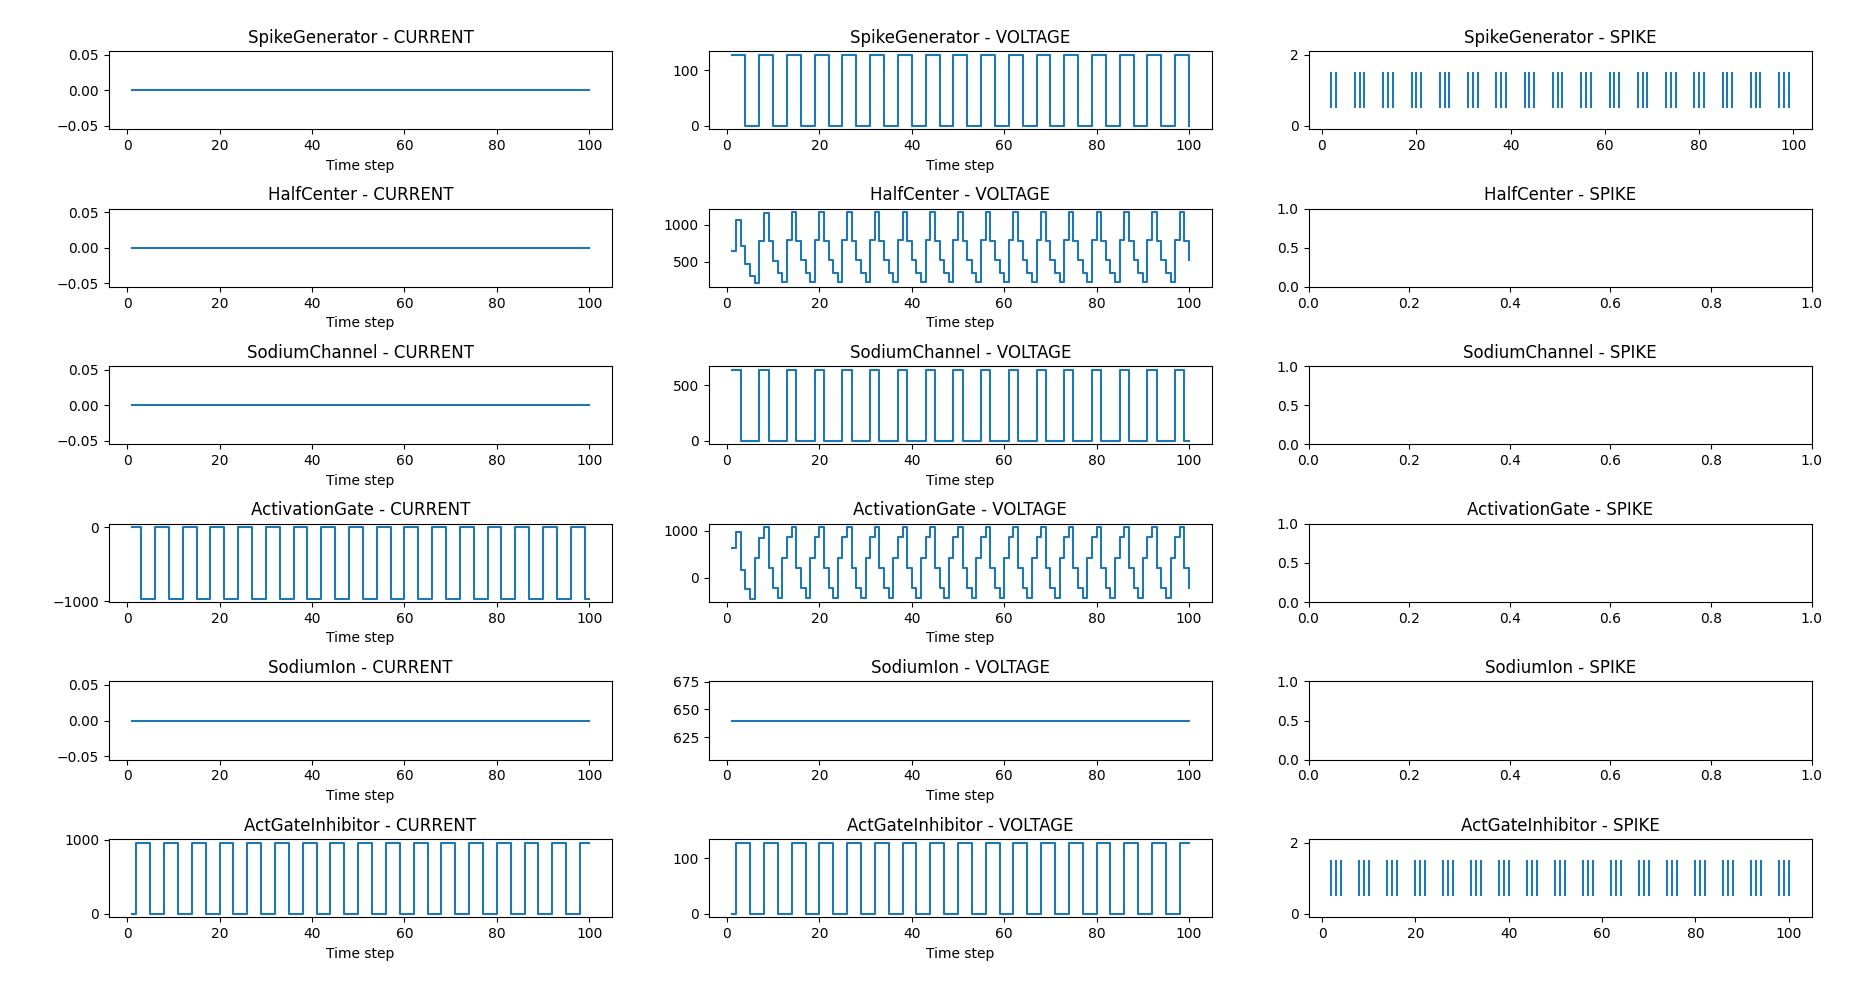 SpikeGenerator - CURRENT
0.05
0.00
−0.05
0 20 40 60 80 100
Time step
SpikeGenerator - VOLTAGE
100
0
0 20 40 60 80 100
Time step
SpikeGenerator - SPIKE
2
0
0 20 40 60 80 100
HalfCenter - CURRENT
0.05
0.00
−0.05
0 20 40 60 80 100
Time step
HalfCenter - VOLTAGE
1000
500
0 20 40 60 80 100
Time step
HalfCenter - SPIKE
1.0
0.5
0.0
0.0 0.2 0.4 0.6 0.8 1.0
SodiumChannel - CURRENT
0.05
0.00
−0.05
0 20 40 60 80 100
Time step
SodiumChannel - VOLTAGE
500
0
0 20 40 60 80 100
Time step
SodiumChannel - SPIKE
1.0
0.5
0.0
0.0 0.2 0.4 0.6 0.8 1.0
ActivationGate - CURRENT
0
−1000
0 20 40 60 80 100
Time step
ActivationGate - VOLTAGE
1000
0
0 20 40 60 80 100
Time step
ActivationGate - SPIKE
1.0
0.5
0.0
0.0 0.2 0.4 0.6 0.8 1.0
SodiumIon - CURRENT
0.05
0.00
−0.05
0 20 40 60 80 100
Time step
SodiumIon - VOLTAGE
675
650
625
0 20 40 60 80 100
Time step
SodiumIon - SPIKE
1.0
0.5
0.0
0.0 0.2 0.4 0.6 0.8 1.0
ActGateInhibitor - CURRENT
1000
0
0 20 40 60 80 100
Time step
ActGateInhibitor - VOLTAGE
100
0
0 20 40 60 80 100
Time step
ActGateInhibitor - SPIKE
2
0
0 20 40 60 80 100